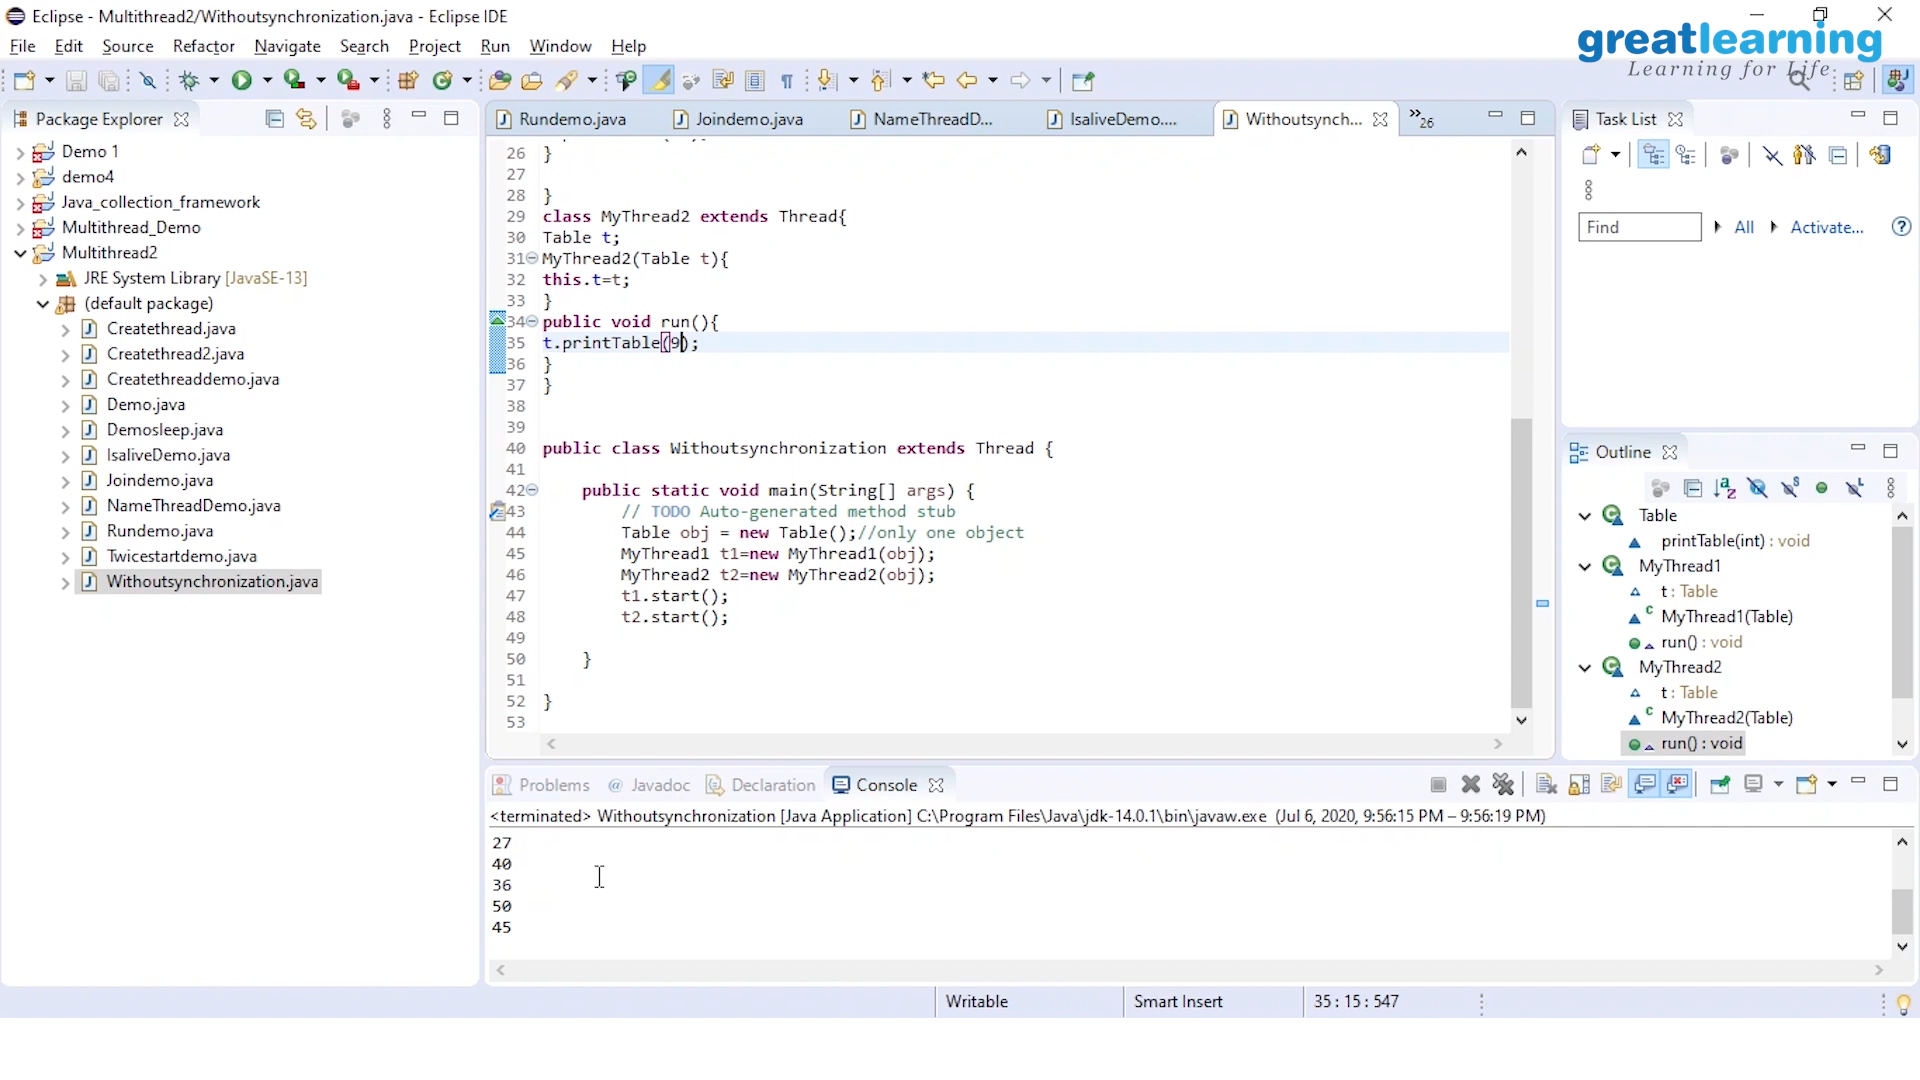 Eclipse - Multithread2/Withoutsynchronization.java - Eclipse IDE
greatlearning
Learning for Life
File Edit Source Refactor Navigate Search Project Run Window Help
Package Explorer
Demo 1
demo4
Java_collection_framework
Multithread_Demo
Multithread2
JRE System Library [JavaSE-13]
(default package)
Createthread.java
Createthread2.java
Createthreaddemo.java
Demo.java
Demosleep.java
IsaliveDemo.java
Joindemo.java
NameThreadDemo.java
Rundemo.java
Twicestartdemo.java
Withoutsynchronization.java
Rundemo.java Joindemo.java NameThreadD... IsaliveDemo.... Withoutsynch... »26
26 }
27
28 }
29 class MyThread2 extends Thread{
30 Table t;
31 MyThread2(Table t){
32 this.t=t;
33 }
34 public void run(){
35 t.printTable(9);
36 }
37 }
38
39
40 public class Withoutsynchronization extends Thread {
41
42 public static void main(String[] args) {
43 // TODO Auto-generated method stub
44 Table obj = new Table();//only one object
45 MyThread1 t1=new MyThread1(obj);
46 MyThread2 t2=new MyThread2(obj);
47 t1.start();
48 t2.start();
49
50 }
51
52 }
53
Task List
Find All Activate...
Outline
Table
printTable(int) : void
MyThread1
t : Table
MyThread1(Table)
run() : void
MyThread2
t : Table
MyThread2(Table)
run() : void
Problems Javadoc Declaration Console
<terminated> Withoutsynchronization [Java Application] C:\Program Files\Java\jdk-14.0.1\bin\javaw.exe (Jul 6, 2020, 9:56:15 PM – 9:56:19 PM)
27
40
36
50
45
Writable Smart Insert 35 : 15 : 547